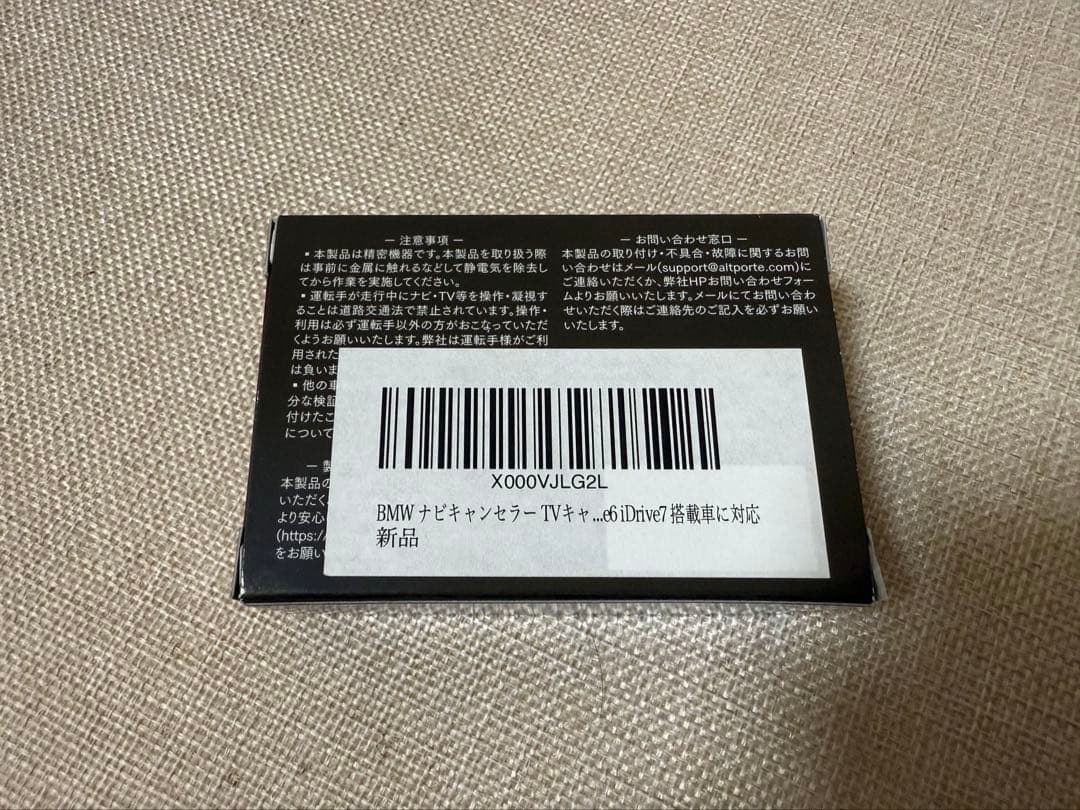 — 注意事項 —
▪本製品は精密機器です。本製品を取り扱う際
は事前に金属に触れるなどして静電気を除去し
てから作業を実施してください。
▪運転手が走行中にナビ・TV等を操作・凝視す
ることは道路交通法で禁止されています。操作・
利用は必ず運転手以外の方がおこなっていただ
くようお願いいたします。弊社は運転手様がご利
用された
は負いま
▪他の車
分な検証
付けたこ
について
— 製
本製品の
いただく
より安心
(https:/
をお願い
— お問い合わせ窓口 —
本製品の取り付け・不具合・故障に関するお問
い合わせはメール(support@altporte.com)に
ご連絡いただくか、弊社HPお問い合わせフォー
ムよりお願いいたします。メールにてお問い合わ
せいただく際はご連絡先のご記入を必ずお願い
いたします。
X000VJLG2L
BMW ナビキャンセラー TVキャ...e6 iDrive7 搭載車に対応
新品